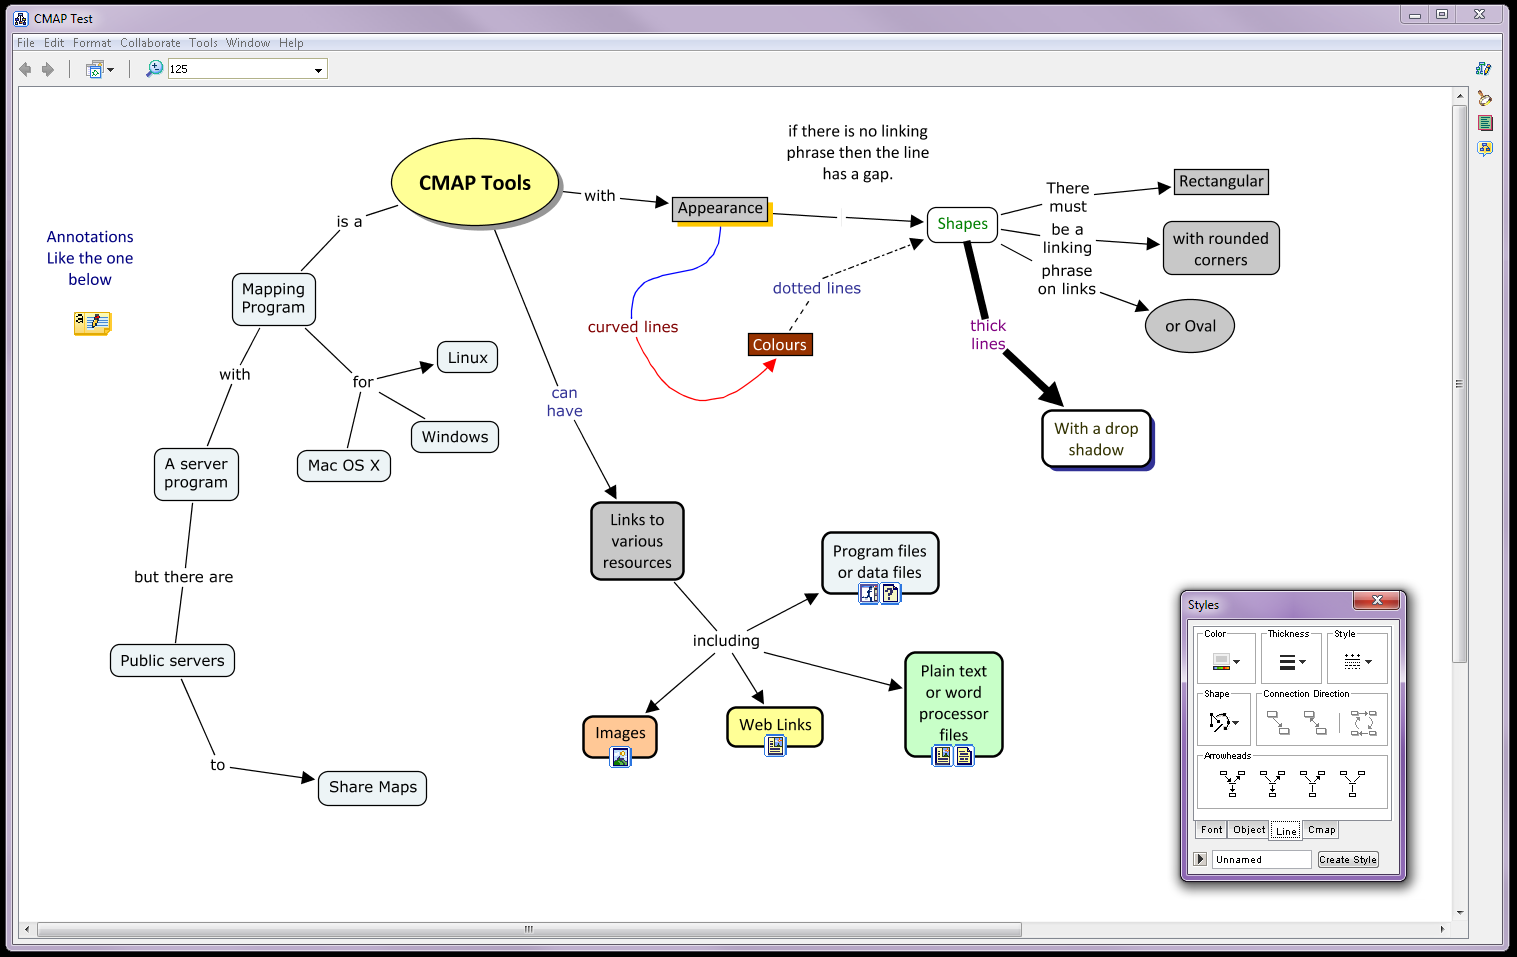 CMAP Test
File Edit Format Collaborate Tools Window Help
125
if there is no linking
phrase then the line
has a gap.
CMAP Tools
with
Appearance
Shapes
There
must
be a
linking
phrase
on links
Rectangular
with rounded
corners
or Oval
is a
Annotations
Like the one
below
a
Mapping
Program
dotted lines
curved lines
Colours
thick
lines
With a drop
shadow
with
for
Linux
Windows
Mac OS X
can
have
A server
program
but there are
Public servers
to
Share Maps
Links to
various
resources
including
Program files
or data files
?
Images
Web Links
Plain text
or word
processor
files
Styles
Color Thickness Style
Shape Connection Direction
Arrowheads
Font Object Line Cmap
Unnamed Create Style